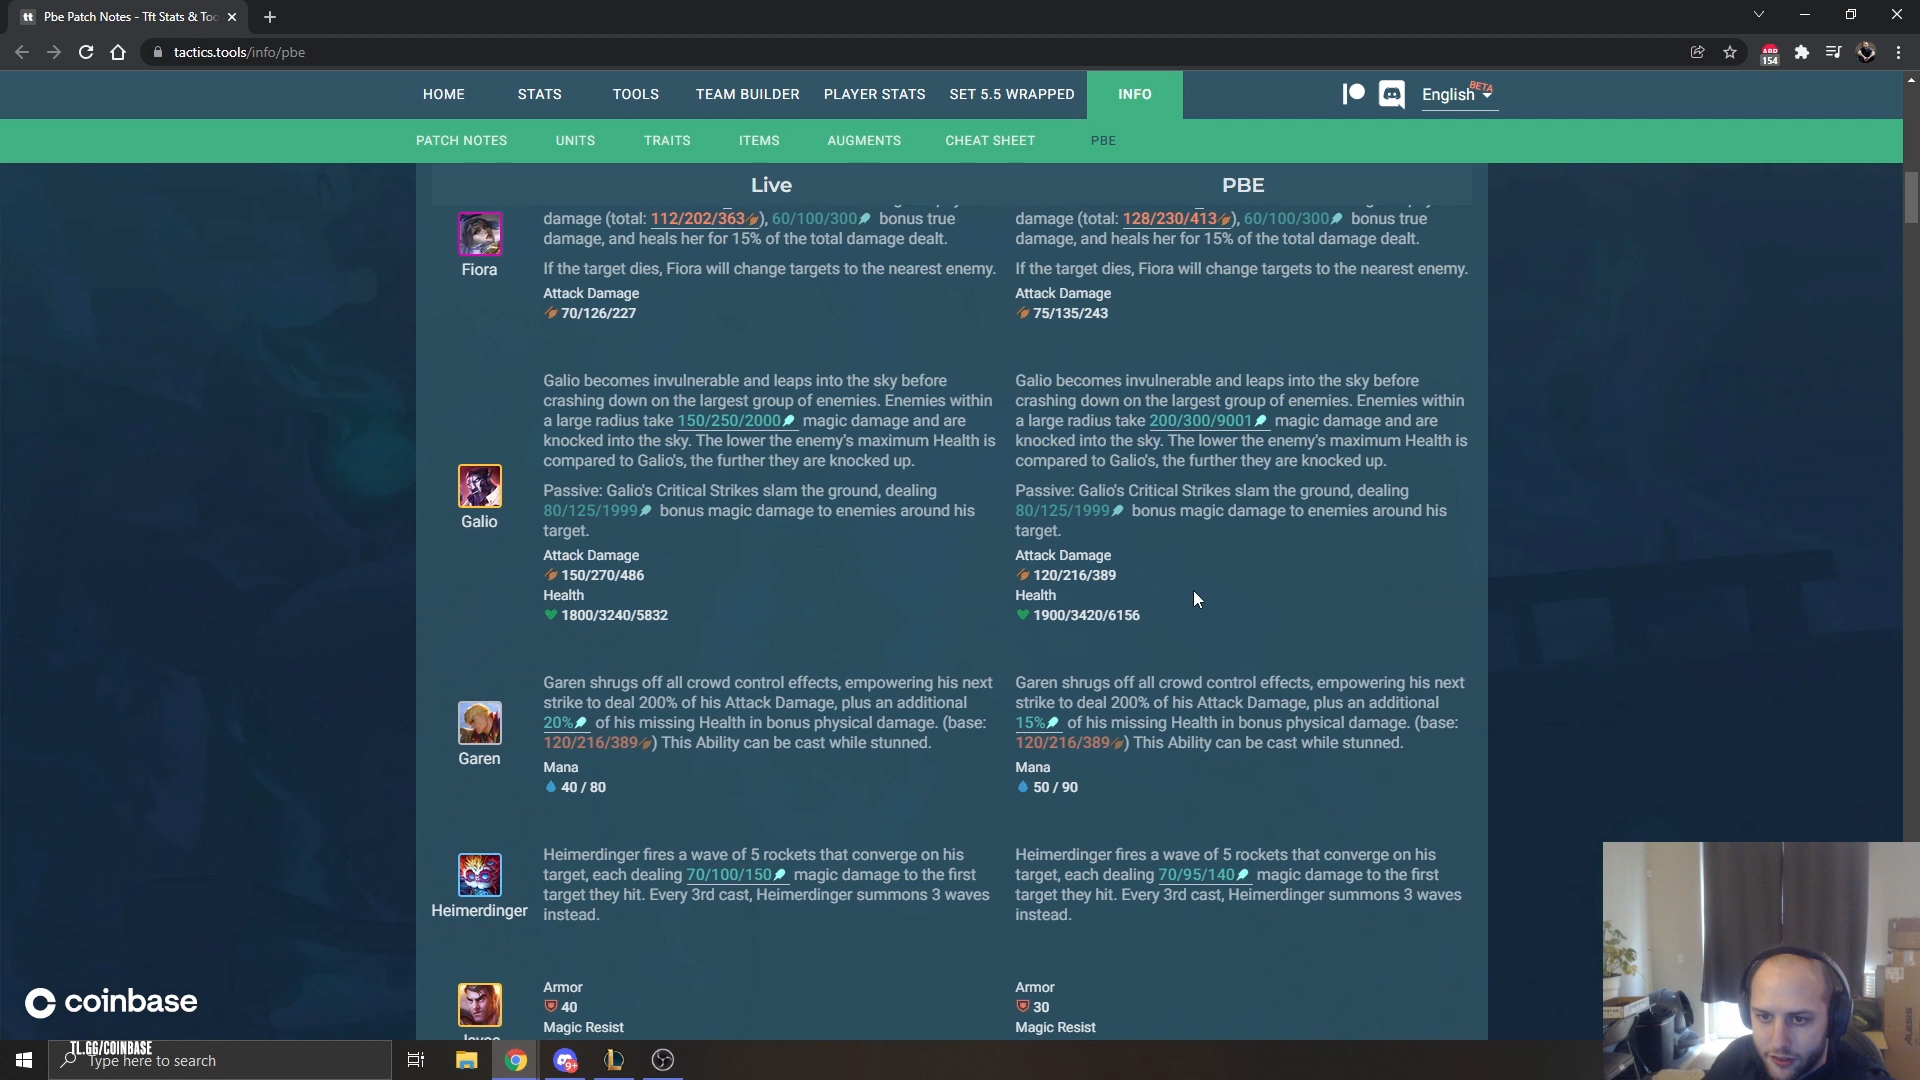 Pbe Patch Notes - Tft Stats & Too
tactics.tools/info/pbe
ABP
154
HOME STATS TOOLS TEAM BUILDER PLAYER STATS SET 5.5 WRAPPED INFO English BETA
PATCH NOTES UNITS TRAITS ITEMS AUGMENTS CHEAT SHEET PBE
Live PBE
Fiora
damage (total: 112/202/363), 60/100/300 bonus true
damage, and heals her for 15% of the total damage dealt.
If the target dies, Fiora will change targets to the nearest enemy.
Attack Damage
70/126/227
damage (total: 128/230/413), 60/100/300 bonus true
damage, and heals her for 15% of the total damage dealt.
If the target dies, Fiora will change targets to the nearest enemy.
Attack Damage
75/135/243
Galio
Galio becomes invulnerable and leaps into the sky before
crashing down on the largest group of enemies. Enemies within
a large radius take 150/250/2000 magic damage and are
knocked into the sky. The lower the enemy's maximum Health is
compared to Galio's, the further they are knocked up.
Passive: Galio's Critical Strikes slam the ground, dealing
80/125/1999 bonus magic damage to enemies around his
target.
Attack Damage
150/270/486
Health
1800/3240/5832
Galio becomes invulnerable and leaps into the sky before
crashing down on the largest group of enemies. Enemies within
a large radius take 200/300/9001 magic damage and are
knocked into the sky. The lower the enemy's maximum Health is
compared to Galio's, the further they are knocked up.
Passive: Galio's Critical Strikes slam the ground, dealing
80/125/1999 bonus magic damage to enemies around his
target.
Attack Damage
120/216/389
Health
1900/3420/6156
Garen
Garen shrugs off all crowd control effects, empowering his next
strike to deal 200% of his Attack Damage, plus an additional
20% of his missing Health in bonus physical damage. (base:
120/216/389) This Ability can be cast while stunned.
Mana
40 / 80
Garen shrugs off all crowd control effects, empowering his next
strike to deal 200% of his Attack Damage, plus an additional
15% of his missing Health in bonus physical damage. (base:
120/216/389) This Ability can be cast while stunned.
Mana
50 / 90
Heimerdinger
Heimerdinger fires a wave of 5 rockets that converge on his
target, each dealing 70/100/150 magic damage to the first
target they hit. Every 3rd cast, Heimerdinger summons 3 waves
instead.
Heimerdinger fires a wave of 5 rockets that converge on his
target, each dealing 70/95/140 magic damage to the first
target they hit. Every 3rd cast, Heimerdinger summons 3 waves
instead.
Armor
40
Magic Resist
Armor
30
Magic Resist
coinbase
TL.GG/COINBASE
Type here to search
9+